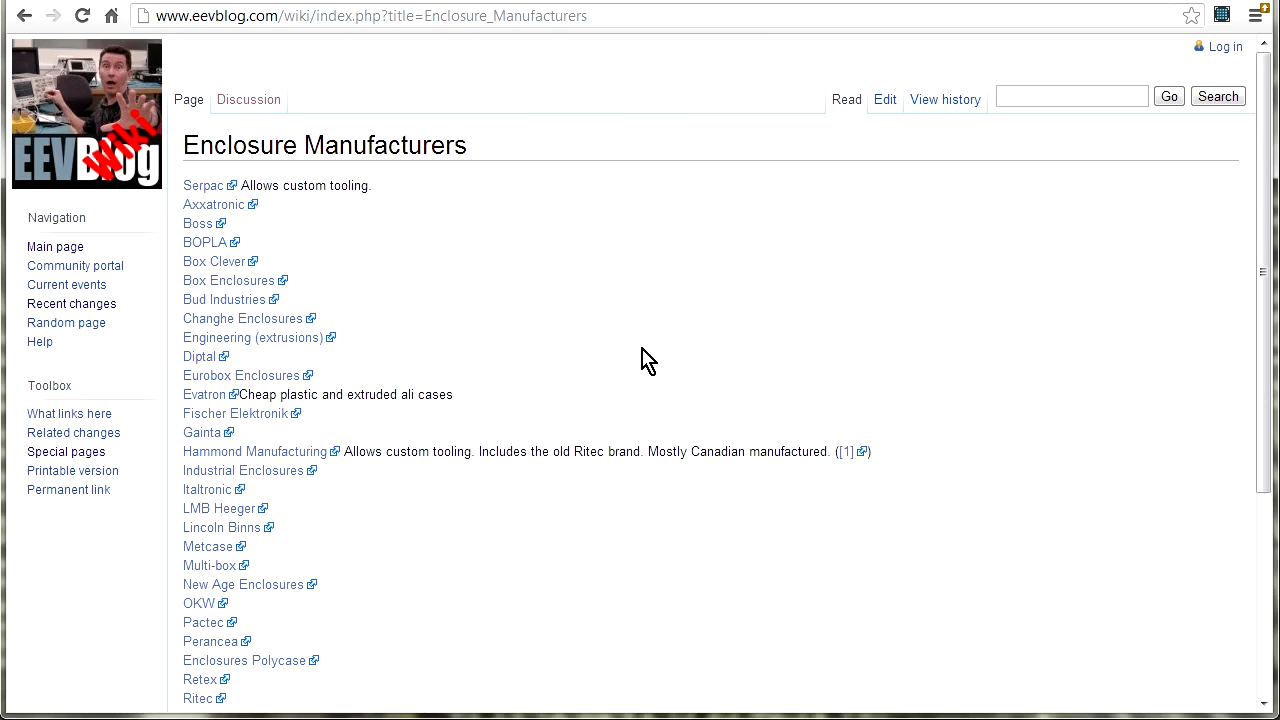 www.eevblog.com/wiki/index.php?title=Enclosure_Manufacturers
Log in
Page
Discussion
Read
Edit
View history
Go
Search
EEVBlog
Wiki
Enclosure Manufacturers
Serpac Allows custom tooling.
Axxatronic
Boss
BOPLA
Box Clever
Box Enclosures
Bud Industries
Changhe Enclosures
Engineering (extrusions)
Diptal
Eurobox Enclosures
Evatron Cheap plastic and extruded ali cases
Fischer Elektronik
Gainta
Hammond Manufacturing Allows custom tooling. Includes the old Ritec brand. Mostly Canadian manufactured. ([1])
Industrial Enclosures
Italtronic
LMB Heeger
Lincoln Binns
Metcase
Multi-box
New Age Enclosures
OKW
Pactec
Perancea
Enclosures Polycase
Retex
Ritec
Navigation
Main page
Community portal
Current events
Recent changes
Random page
Help
Toolbox
What links here
Related changes
Special pages
Printable version
Permanent link